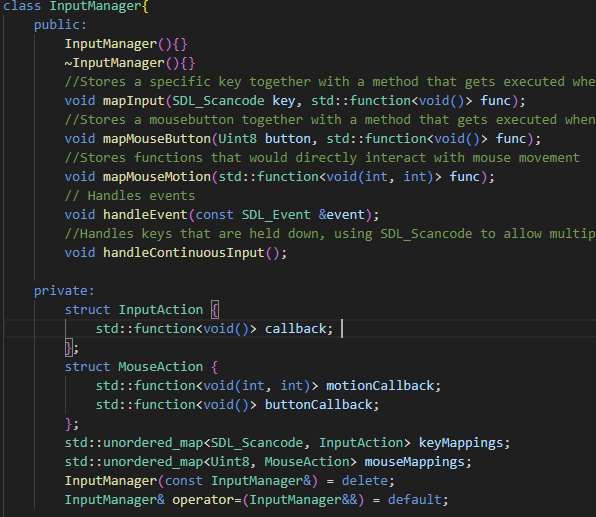 class InputManager{
    public:
        InputManager(){}
        ~InputManager(){}
        //Stores a specific key together with a method that gets executed whe
        void mapInput(SDL_Scancode key, std::function<void()> func);
        //Stores a mousebutton together with a method that gets executed when
        void mapMouseButton(Uint8 button, std::function<void()> func);
        //Stores functions that would directly interact with mouse movement
        void mapMouseMotion(std::function<void(int, int)> func);
        // Handles events
        void handleEvent(const SDL_Event &event);
        //Handles keys that are held down, using SDL_Scancode to allow multip
        void handleContinuousInput();
    private:
        struct InputAction {
            std::function<void()> callback;
        };
        struct MouseAction {
            std::function<void(int, int)> motionCallback;
            std::function<void()> buttonCallback;
        };
        std::unordered_map<SDL_Scancode, InputAction> keyMappings;
        std::unordered_map<Uint8, MouseAction> mouseMappings;
        InputManager(const InputManager&) = delete;
        InputManager& operator=(InputManager&&) = default;